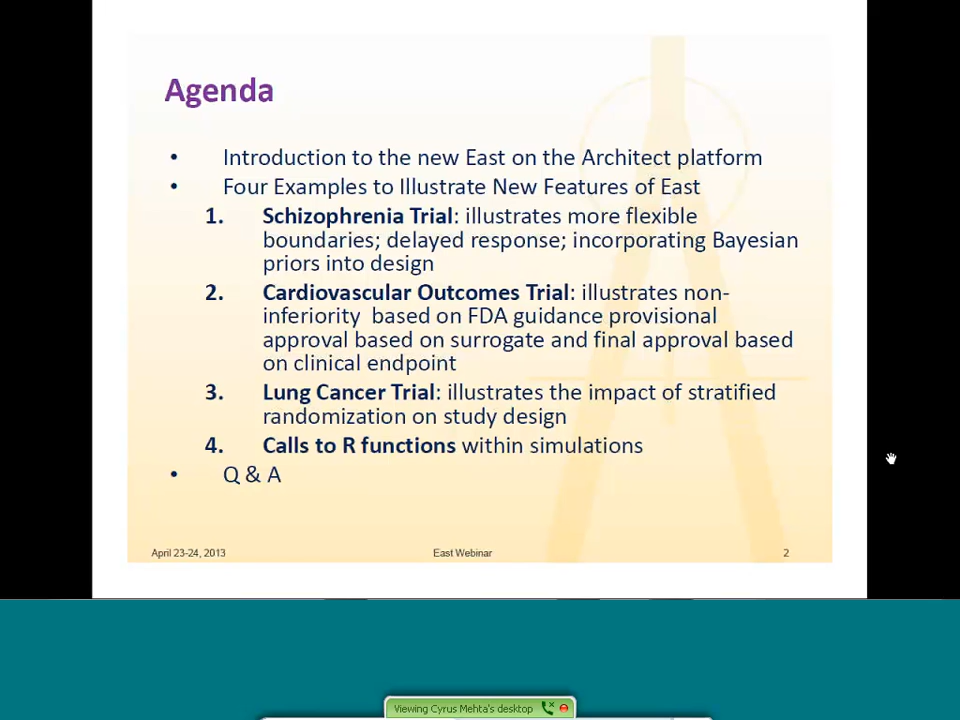 Agenda
• Introduction to the new East on the Architect platform
• Four Examples to Illustrate New Features of East
1. Schizophrenia Trial: illustrates more flexible
boundaries; delayed response; incorporating Bayesian
priors into design
2. Cardiovascular Outcomes Trial: illustrates non-
inferiority based on FDA guidance provisional
approval based on surrogate and final approval based
on clinical endpoint
3. Lung Cancer Trial: illustrates the impact of stratified
randomization on study design
4. Calls to R functions within simulations
• Q & A
April 23-24, 2013 East Webinar 2
Viewing Cyrus Mehta's desktop